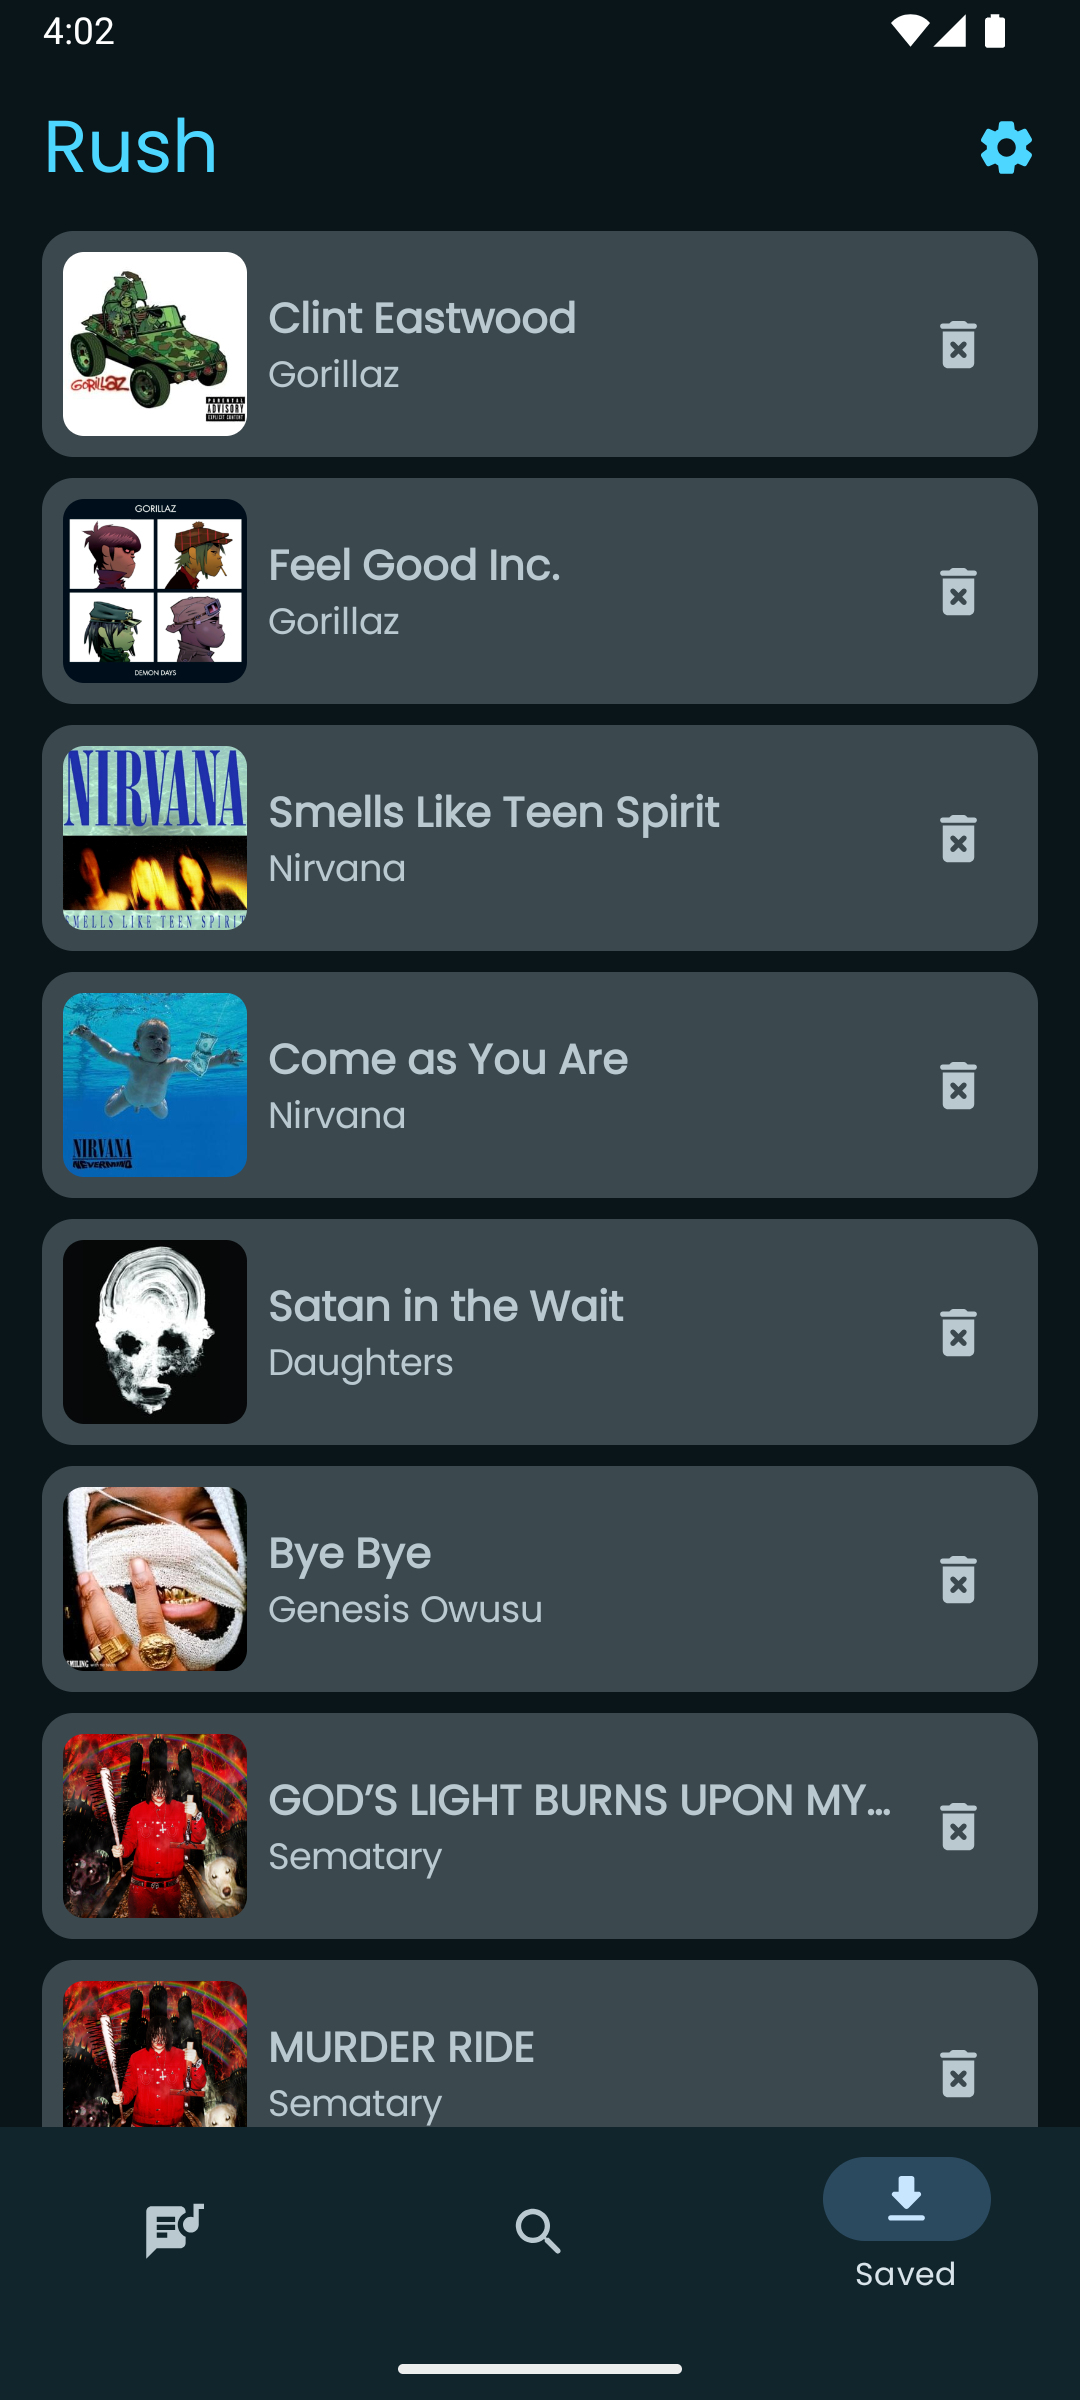 4:02
Rush
GORILLAZ
PARENTAL
ADVISORY
EXPLICIT CONTENT
Clint Eastwood
Gorillaz
GORILLAZ
DEMON DAYS
Feel Good Inc.
Gorillaz
NIRVANA
SMELLS LIKE TEEN SPIRIT
Smells Like Teen Spirit
Nirvana
NIRVANA
NEVERMIND
Come as You Are
Nirvana
Satan in the Wait
Daughters
Bye Bye
Genesis Owusu
GOD’S LIGHT BURNS UPON MY...
Sematary
MURDER RIDE
Sematary
Saved